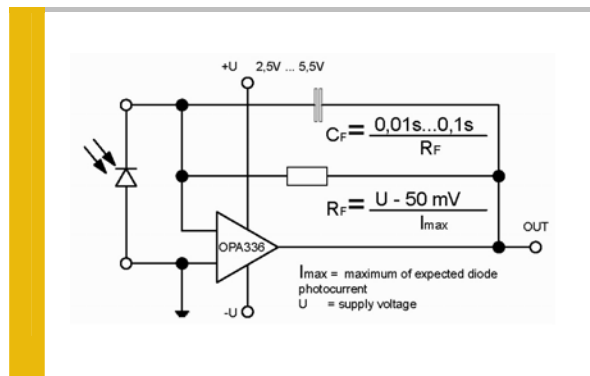 +U 2,5V ... 5,5V
CF= 0,01s...0,1s
RF
RF= U - 50 mV
Imax
OUT
OPA336
Imax = maximum of expected diode
photocurrent
U = supply voltage
-U